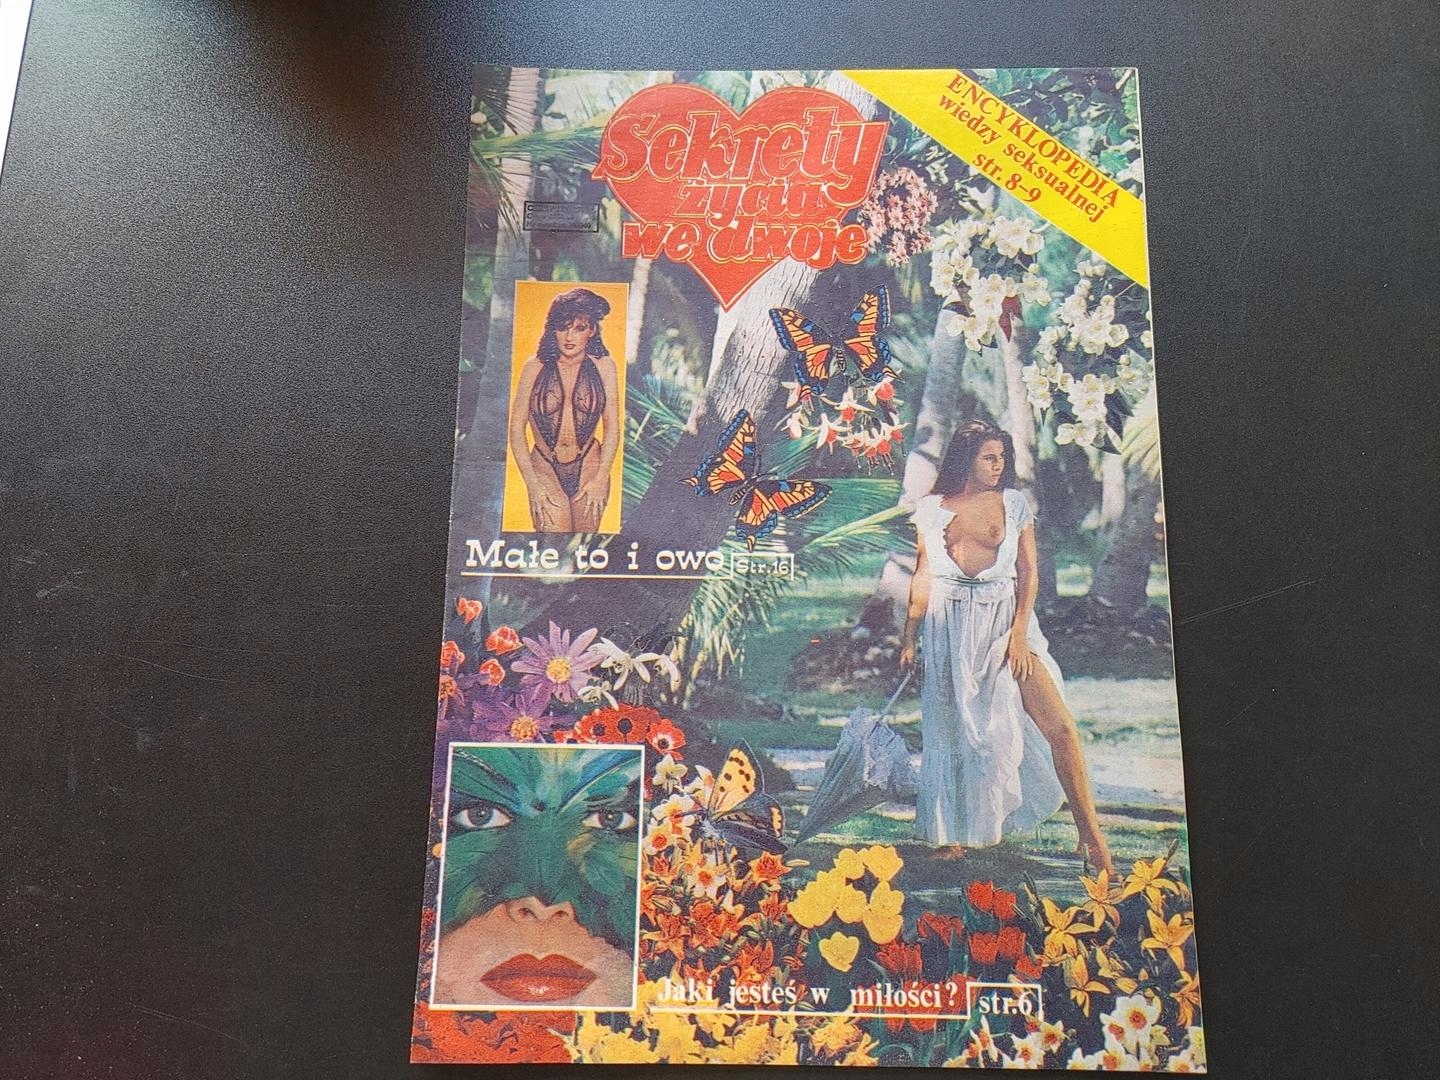 Sekrety
życia
we dwoje
ENCYKLOPEDIA
wiedzy seksualnej
str. 8-9
Małe to i owo str.16
Jaki jesteś w miłości? str.6